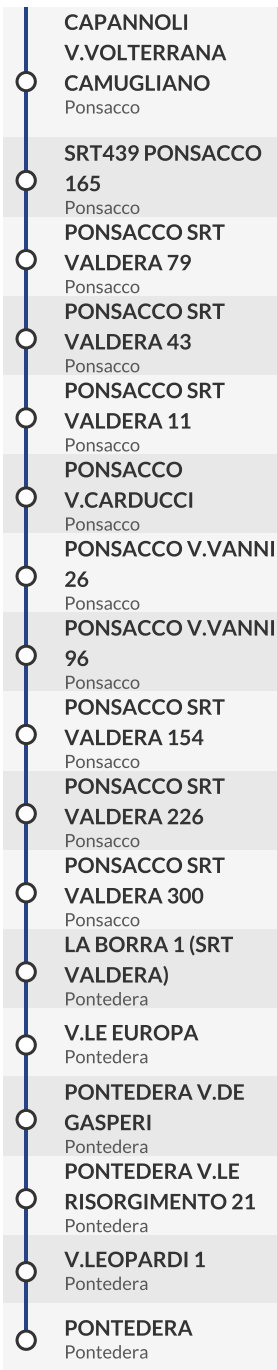 CAPANNOLI
V.VOLTERRANA
CAMUGLIANO
Ponsacco
SRT439 PONSACCO
165
Ponsacco
PONSACCO SRT
VALDERA 79
Ponsacco
PONSACCO SRT
VALDERA 43
Ponsacco
PONSACCO SRT
VALDERA 11
Ponsacco
PONSACCO
V.CARDUCCI
Ponsacco
PONSACCO V.VANNI
26
Ponsacco
PONSACCO V.VANNI
96
Ponsacco
PONSACCO SRT
VALDERA 154
Ponsacco
PONSACCO SRT
VALDERA 226
Ponsacco
PONSACCO SRT
VALDERA 300
Ponsacco
LA BORRA 1 (SRT
VALDERA)
Pontedera
V.LE EUROPA
Pontedera
PONTEDERA V.DE
GASPERI
Pontedera
PONTEDERA V.LE
RISORGIMENTO 21
Pontedera
V.LEOPARDI 1
Pontedera
PONTEDERA
Pontedera